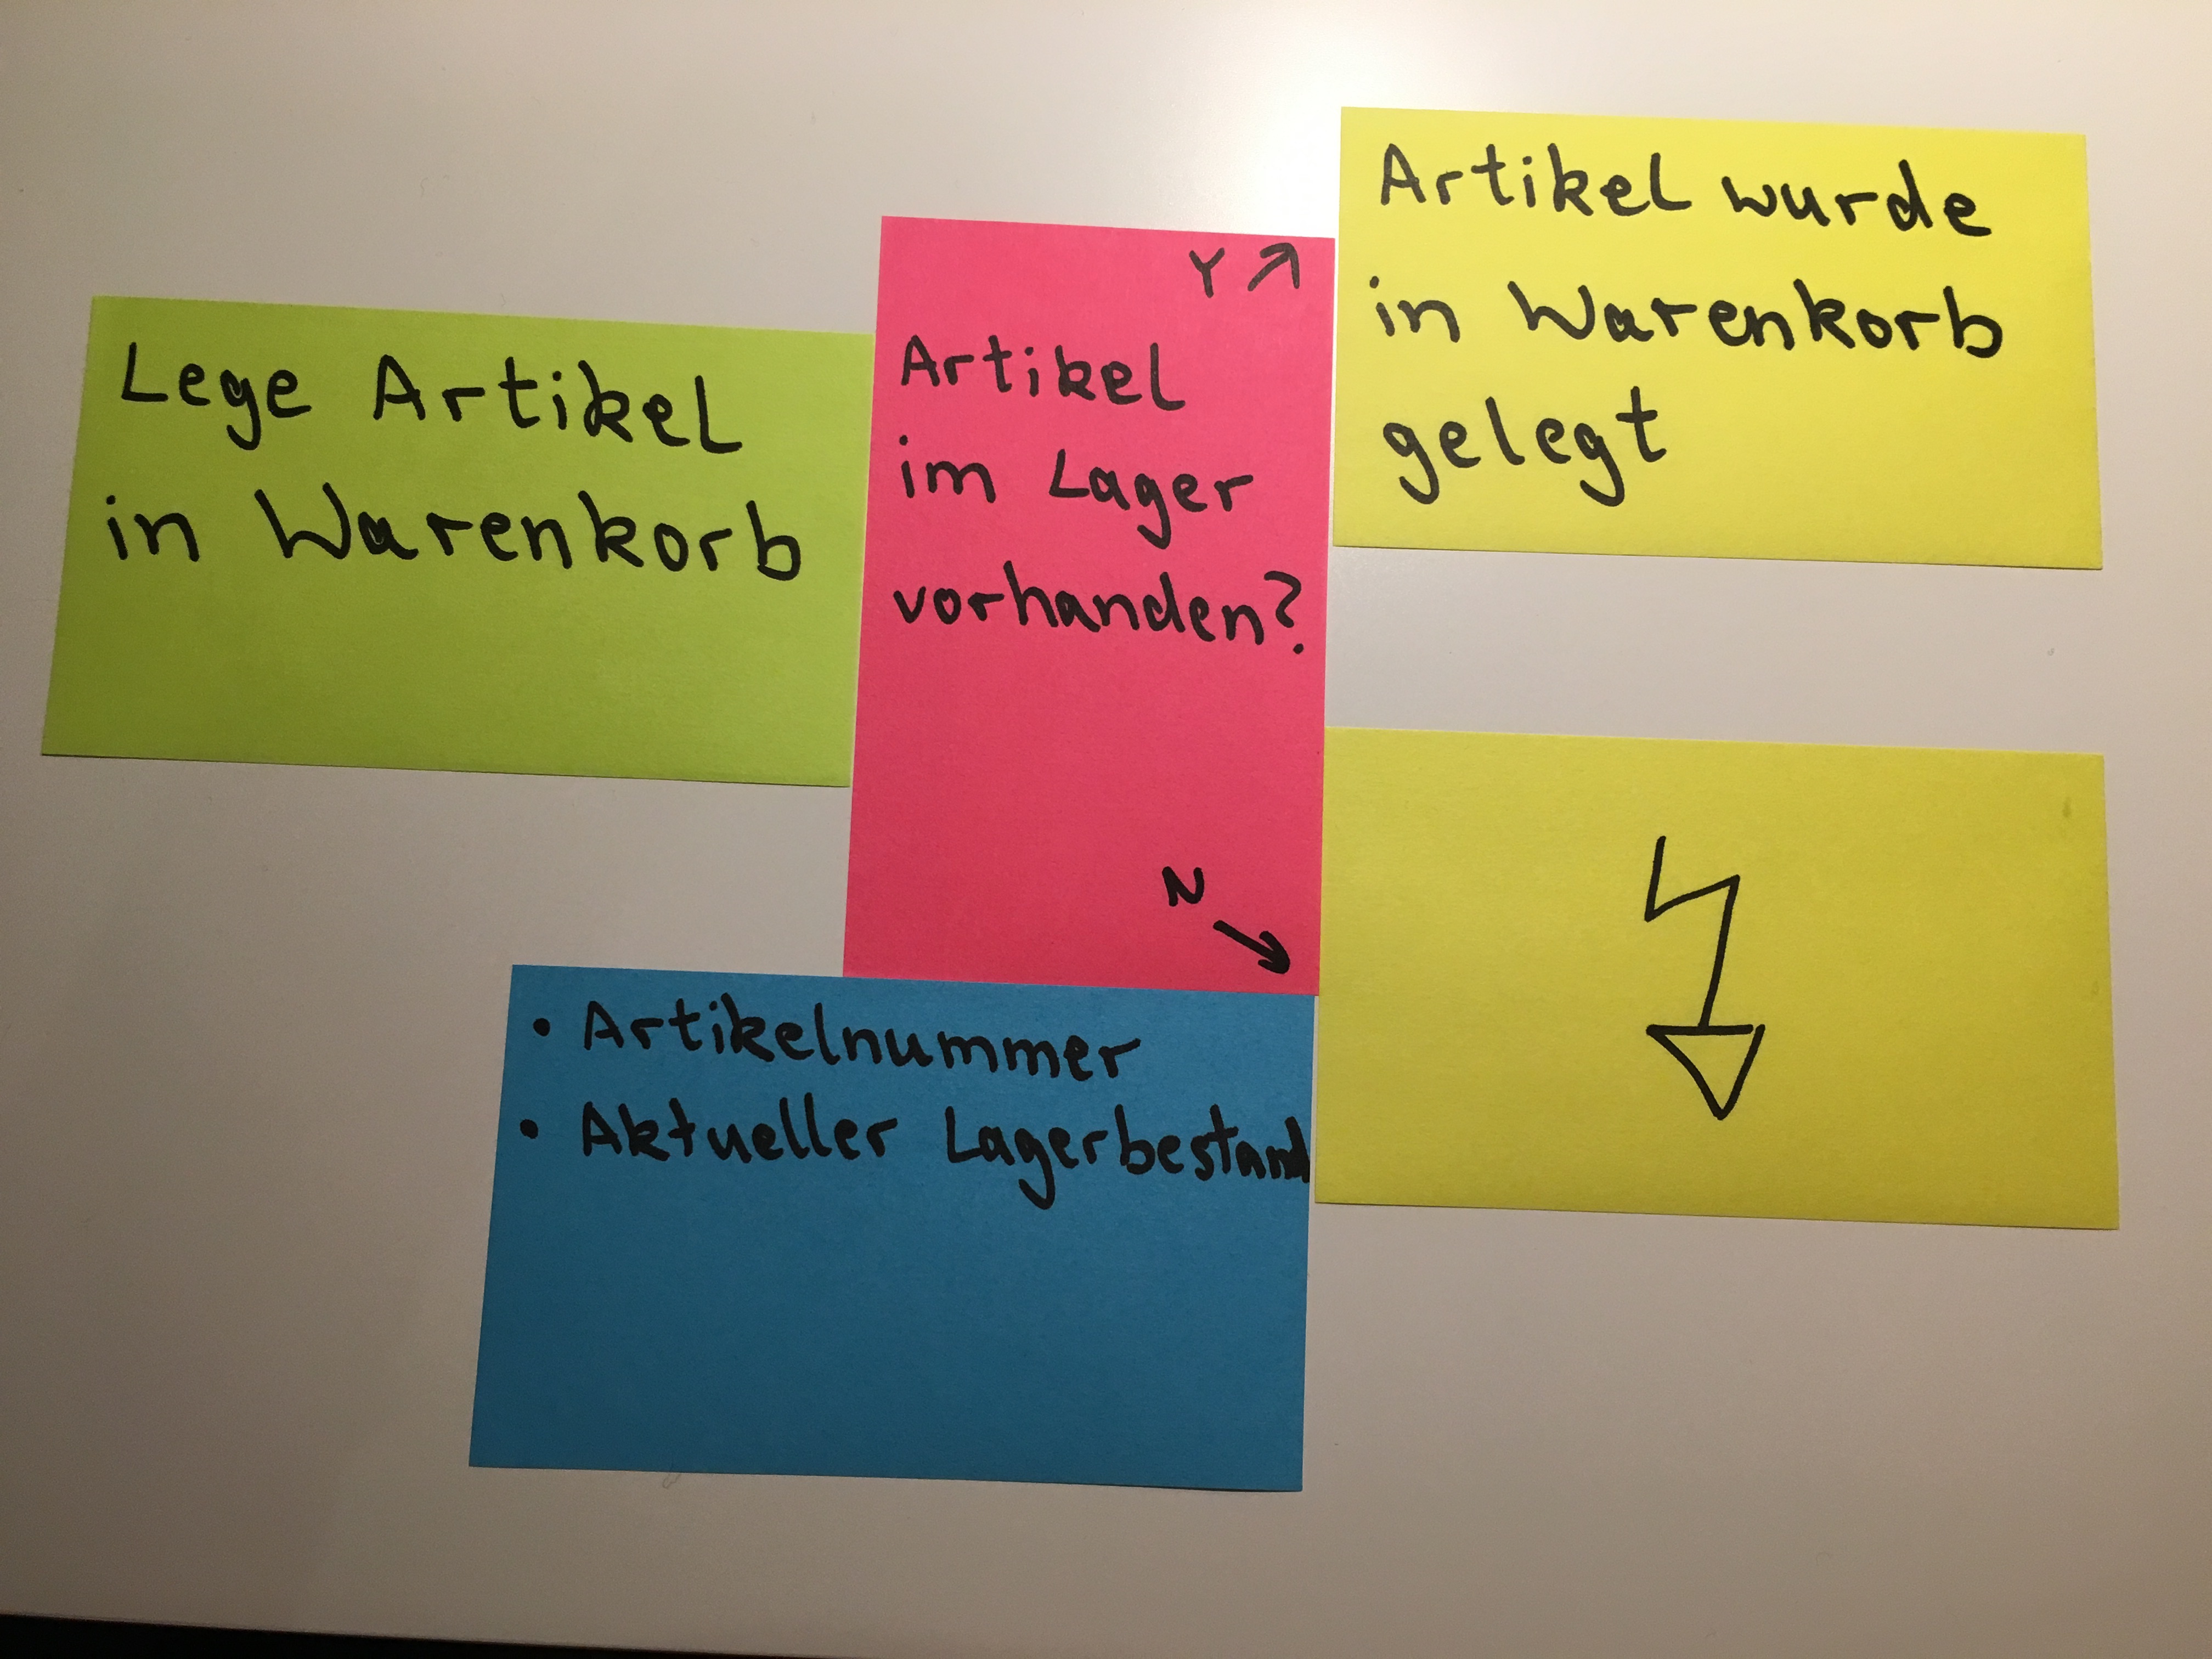 Lege Artikel
in Warenkorb
Y
Artikel
im Lager
vorhanden?
N
Artikel wurde
in Warenkorb
gelegt
• Artikelnummer
• Aktueller Lagerbestand